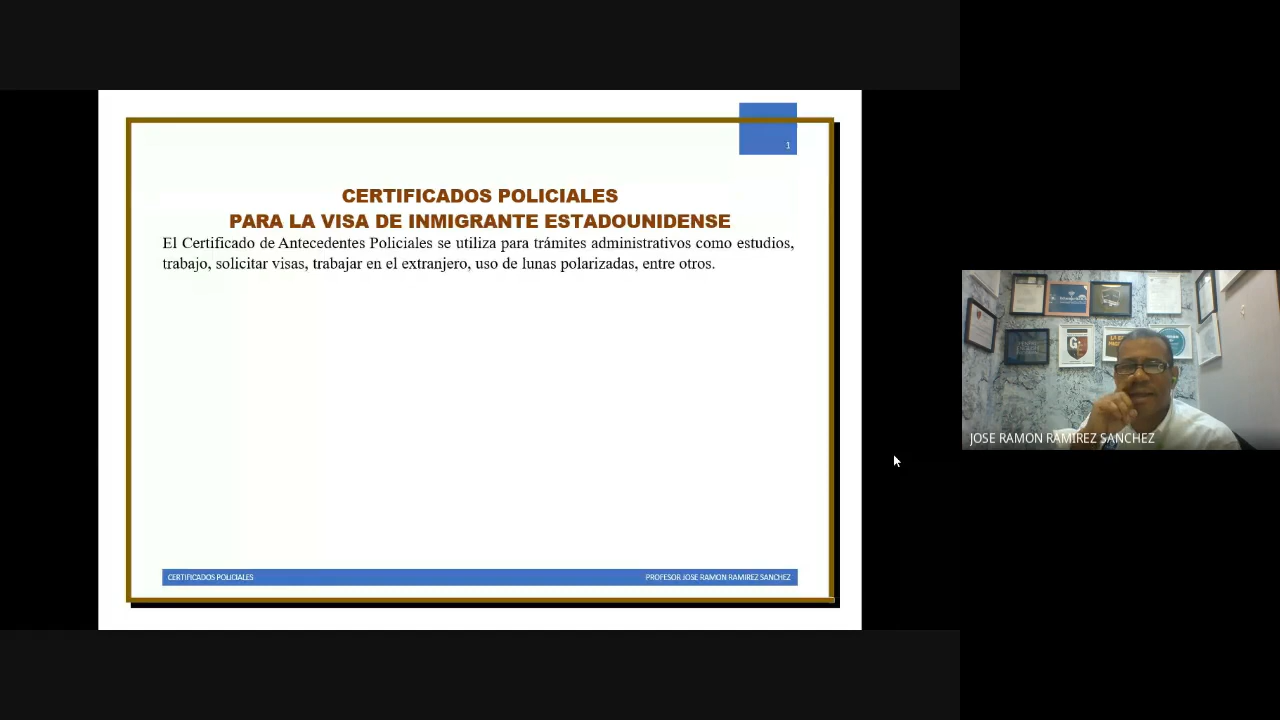 1
CERTIFICADOS POLICIALES
PARA LA VISA DE INMIGRANTE ESTADOUNIDENSE
El Certificado de Antecedentes Policiales se utiliza para trámites administrativos como estudios,
trabajo, solicitar visas, trabajar en el extranjero, uso de lunas polarizadas, entre otros.
CERTIFICADOS POLICIALES
PROFESOR JOSE RAMON RAMIREZ SANCHEZ
JOSE RAMON RAMIREZ SANCHEZ